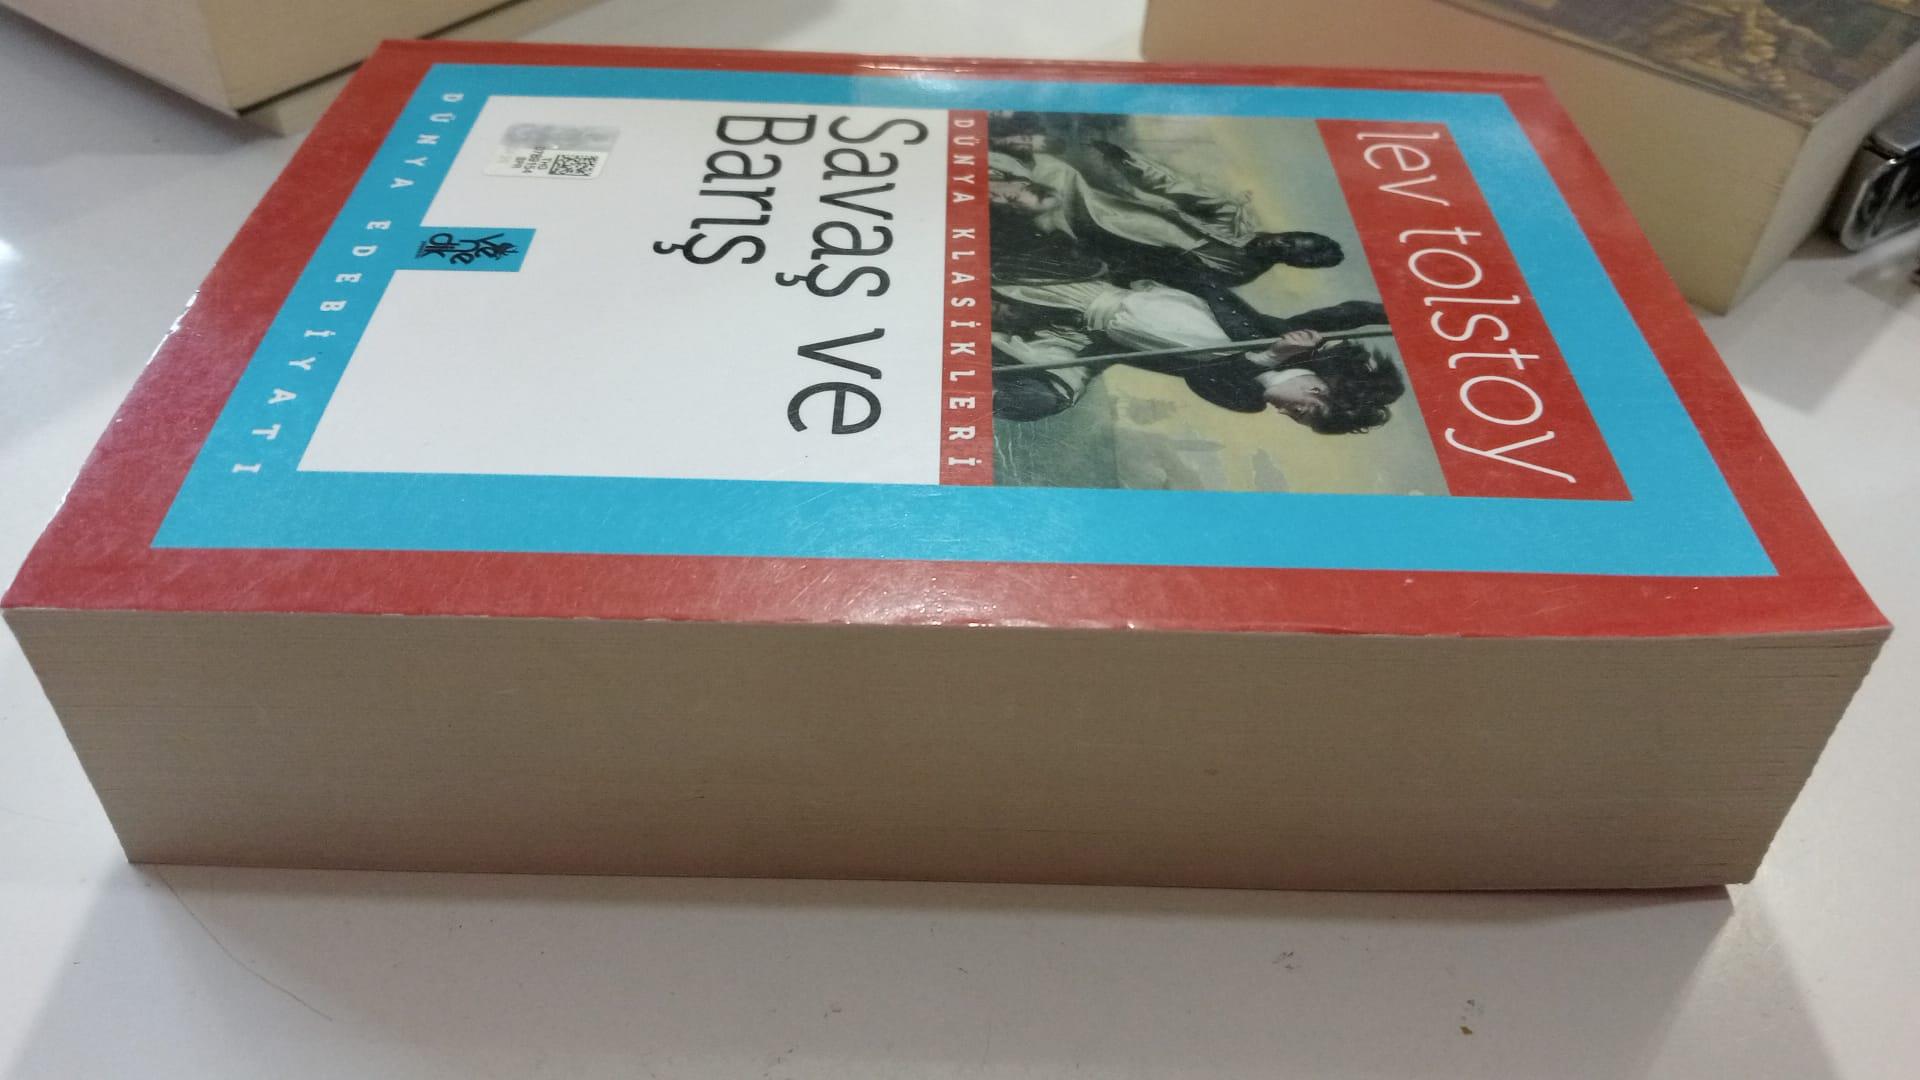 lev tolstoy
DÜNYA KLASİKLERİ
Savaş ve
Barış
DÜNYA EDEBİYATI